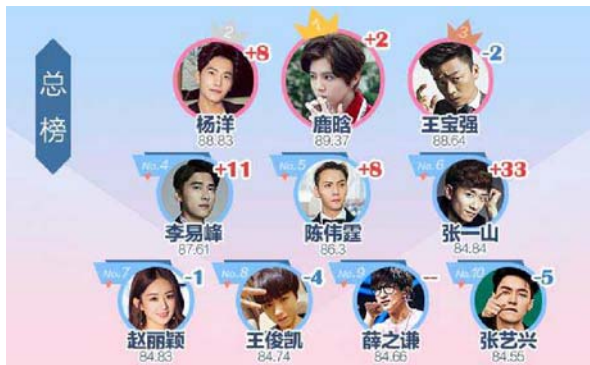 总榜
2 1 3
+8 +2 -2
杨洋 鹿晗 王宝强
88.83 89.37 88.64
No.4 No.5 No.6
+11 +8 +33
李易峰 陈伟霆 张一山
87.61 86.3 84.84
No.7 No.8 No.9 No.10
-1 -4 -- -5
赵丽颖 王俊凯 薛之谦 张艺兴
84.83 84.74 84.66 84.55